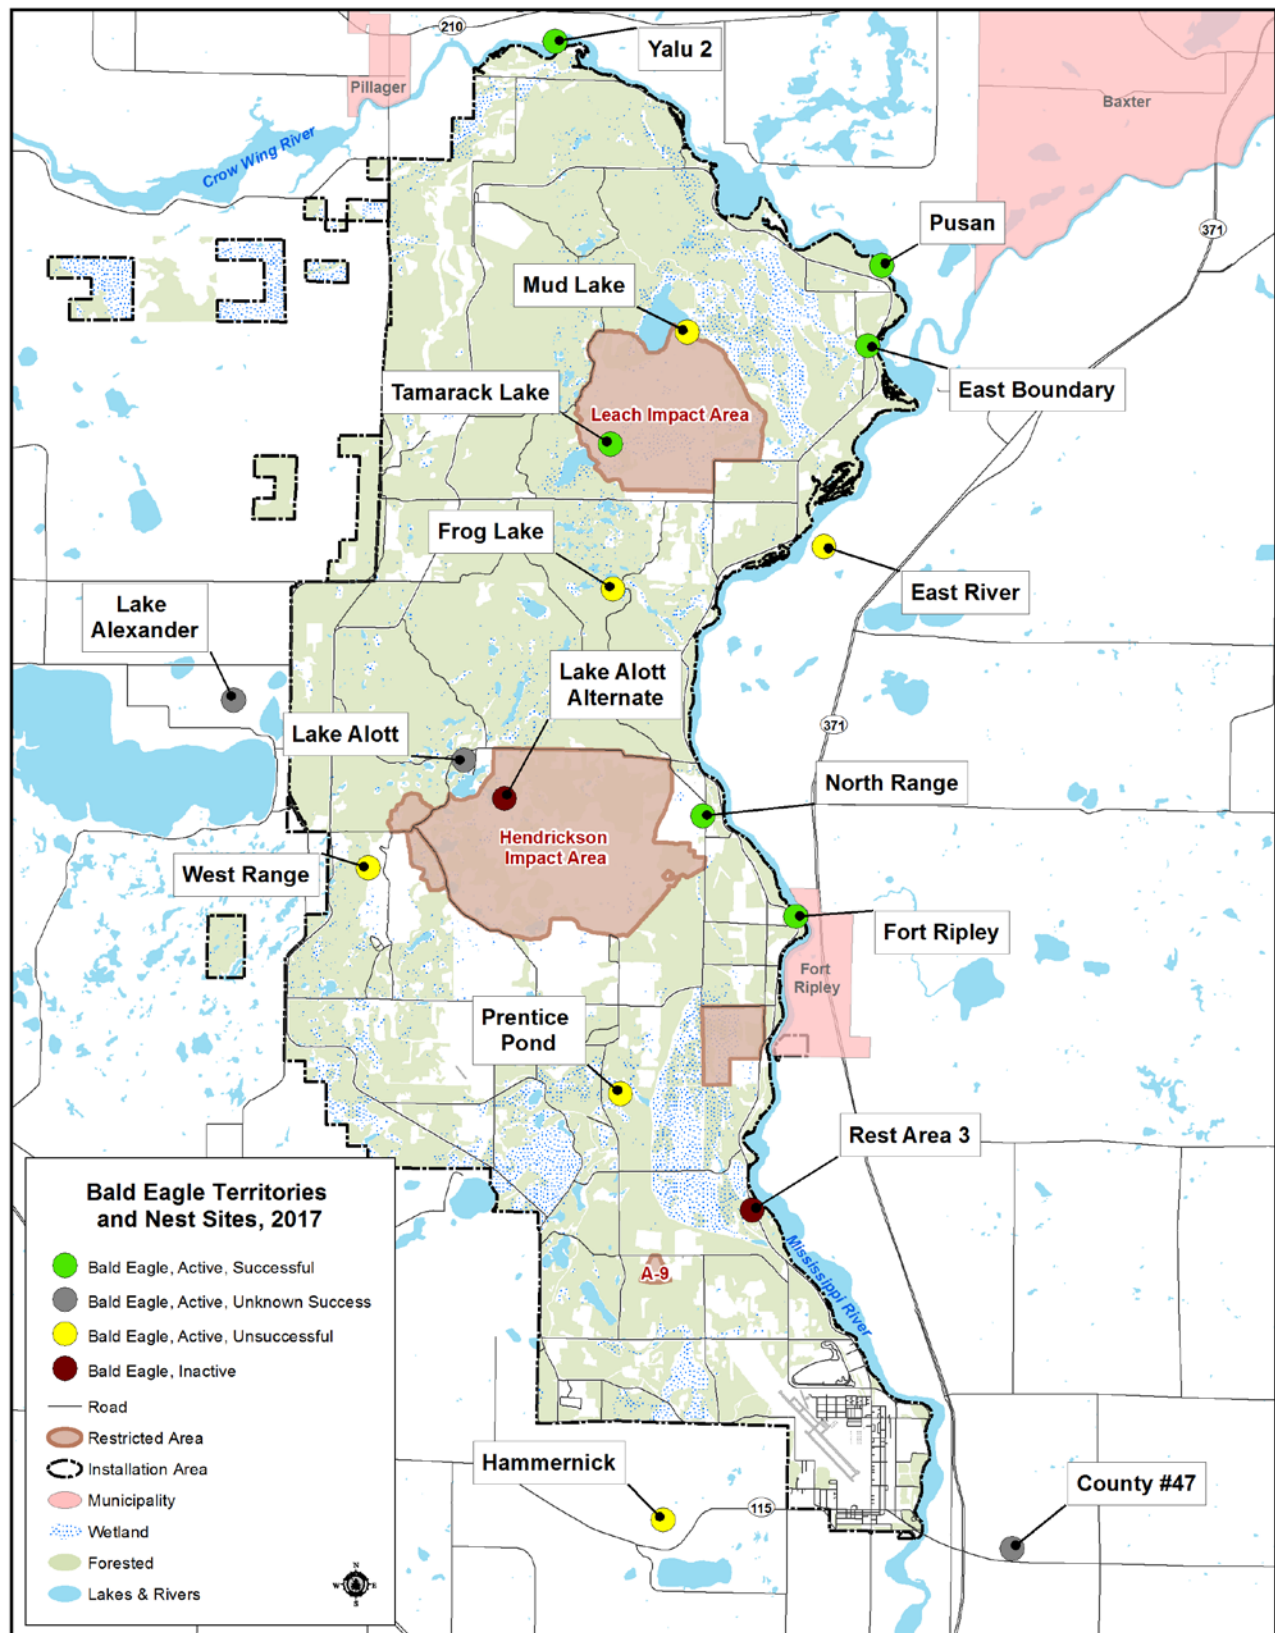 210
Yalu 2
Pillager
Baxter
Crow Wing River
Pusan
371
Mud Lake
East Boundary
Tamarack Lake
Leach Impact Area
Frog Lake
East River
Lake
Alexander
Lake Alott
Alternate
Lake Alott
371
North Range
Hendrickson
Impact Area
West Range
Fort Ripley
Fort
Ripley
Prentice
Pond
Rest Area 3
Mississippi River
A-9
Bald Eagle Territories
and Nest Sites, 2017
Bald Eagle, Active, Successful
Bald Eagle, Active, Unknown Success
Bald Eagle, Active, Unsuccessful
Bald Eagle, Inactive
Road
Restricted Area
Installation Area
Municipality
Wetland
Forested
Lakes & Rivers
N
W
E
S
Hammernick
115
County #47